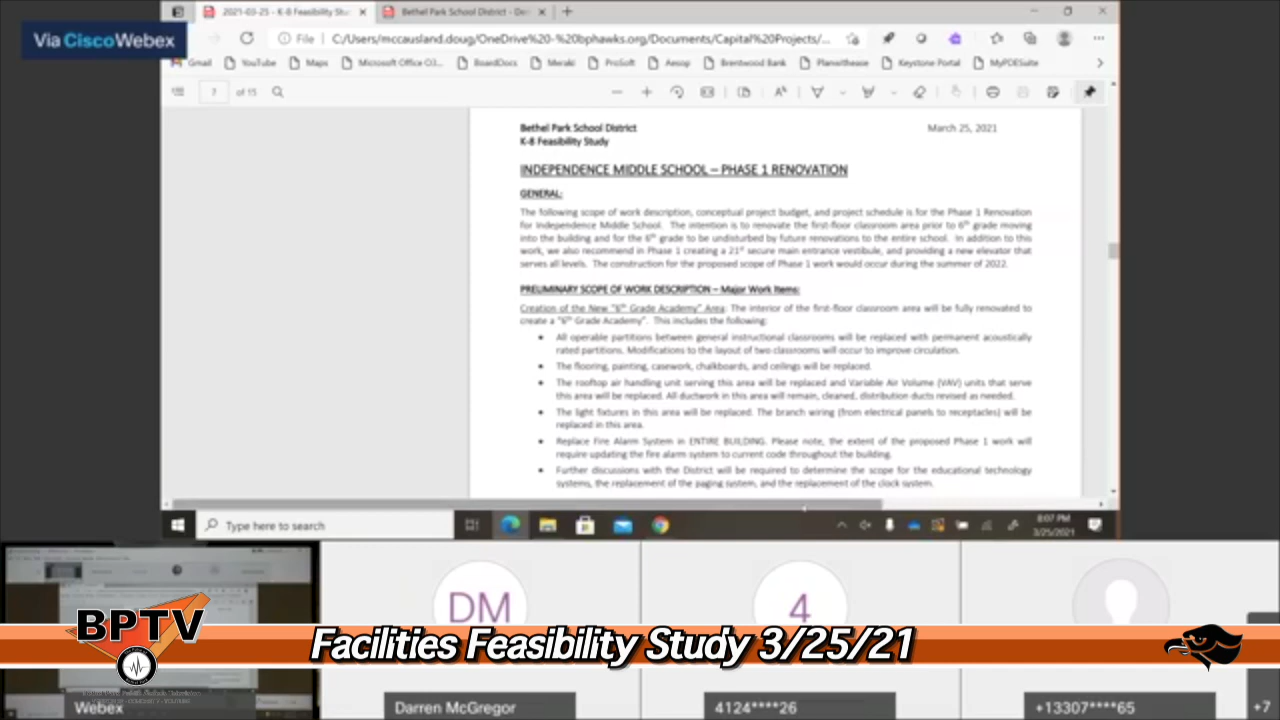 Via CiscoWebex
2021-03-25 - K-8 Feasibility Stu
Bethel Park School District - De
File
C:/Users/mccausland.doug/OneDrive%20-%20bphawks.org/Documents/Capital%20Projects/...
Gmail
YouTube
Maps
Microsoft Office O3...
BoardDocs
Meraki
ProSoft
Aesop
Brentwood Bank
Planwithease
Keystone Portal
MyPDESuite
7 of 15
Bethel Park School District
March 25, 2021
K-8 Feasibility Study
INDEPENDENCE MIDDLE SCHOOL – PHASE 1 RENOVATION
GENERAL:
The following scope of work description, conceptual project budget, and project schedule is for the Phase 1 Renovation
for Independence Middle School. The intention is to renovate the first-floor classroom area prior to 6th grade moving
into the building and for the 6th grade to be undisturbed by future renovations to the entire school. In addition to this
work, we also recommend in Phase 1 creating a 21st secure main entrance vestibule, and providing a new elevator that
serves all levels. The construction for the proposed scope of Phase 1 work would occur during the summer of 2022.
PRELIMINARY SCOPE OF WORK DESCRIPTION – Major Work Items:
Creation of the New "6th Grade Academy" Area. The interior of the first-floor classroom area will be fully renovated to
create a "6th Grade Academy". This includes the following:
• All operable partitions between general instructional classrooms will be replaced with permanent acoustically
rated partitions. Modifications to the layout of two classrooms will occur to improve circulation.
• The flooring, painting, casework, chalkboards, and ceilings will be replaced.
• The rooftop air handling unit serving this area will be replaced and Variable Air Volume (VAV) units that serve
this area will be replaced. All ductwork in this area will remain, cleaned, distribution ducts revised as needed.
• The light fixtures in this area will be replaced. The branch wiring (from electrical panels to receptacles) will be
replaced in this area.
• Replace Fire Alarm System in ENTIRE BUILDING. Please note, the extent of the proposed Phase 1 work will
require updating the fire alarm system to current code throughout the building.
• Further discussions with the District will be required to determine the scope for the educational technology
systems, the replacement of the paging system, and the replacement of the clock system.
Type here to search
8:07 PM
3/25/2021
DM
4
BPTV
Facilities Feasibility Study 3/25/21
Webex
Darren McGregor
4124****26
+13307****65
+7